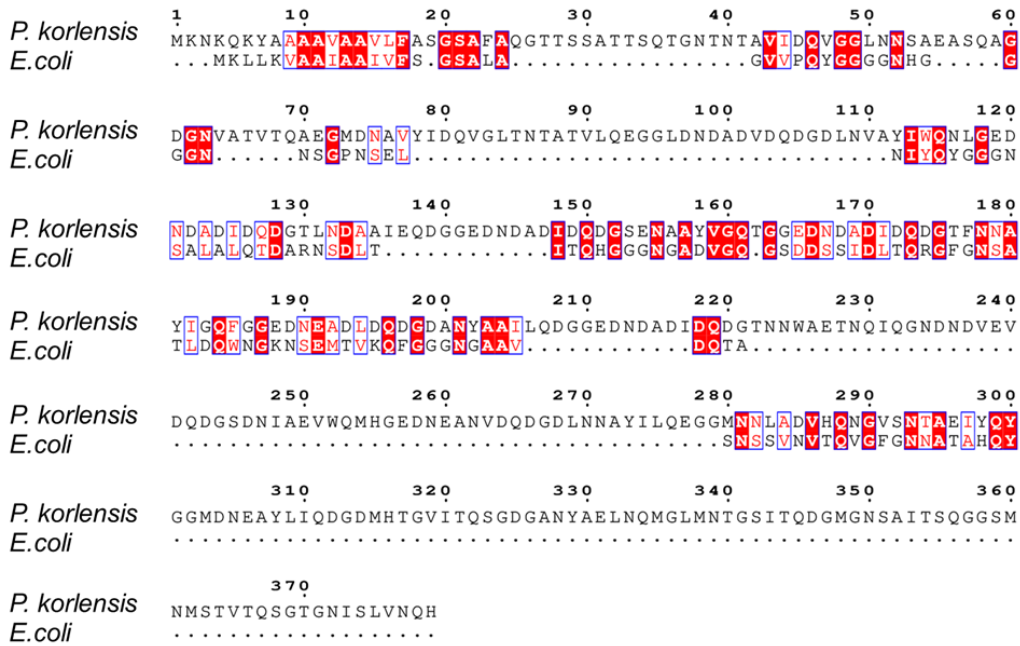 1 10 20 30 40 50 60
P. korlensis MKNKQKYAAAAVAAVLFASGSAFAQGTTSSATTSQTGNTNTAVIDQVGGLNNSAEASQAG
E.coli ...MKLLKVAAIAAIVFS.GSALA.................GVVPQYGGGGNHG.....G
70 80 90 100 110 120
P. korlensis DGNVATVTQAEGMDNAVYIDQVGLTNTATVLQEGGLDNDADVDQDGDLNVAYIWQNLGED
E.coli GGN......NSGPNSEL..................................NIYQYGGGN
130 140 150 160 170 180
P. korlensis NDADIDQDGTLNDAAIEQDGGEDNDADIDQDGSENAAYVGQTGGEDNDADIDQDGTFNNA
E.coli SALALQTDARNSDLT............ITQHGGGNGADVGQ.GSDDSSIDLTQRGFGNSA
190 200 210 220 230 240
P. korlensis YIGQFGGEDNEADLDQDGDANYAAILQDGGEDNDADIDQDGTNNWAETNQIQGNDNDVEV
E.coli TLDQWNGKNSEMTVKQFGGGNGAAV............DQTA...................
250 260 270 280 290 300
P. korlensis DQDGSDNIAEVWQMHGEDNEANVDQDGDLNNAYILQEGGMNNLADVHQNGVSNTAEIYQY
E.coli .......................................SNSSVNVTQVGFGNNATAHQY
310 320 330 340 350 360
P. korlensis GGMDNEAYLIQDGDMHTGVITQSGDGANYAELNQMGLMNTGSITQDGMGNSAITSQGGSM
E.coli ............................................................
370
P. korlensis NMSTVTQSGTGNISLVNQH
E.coli ...................